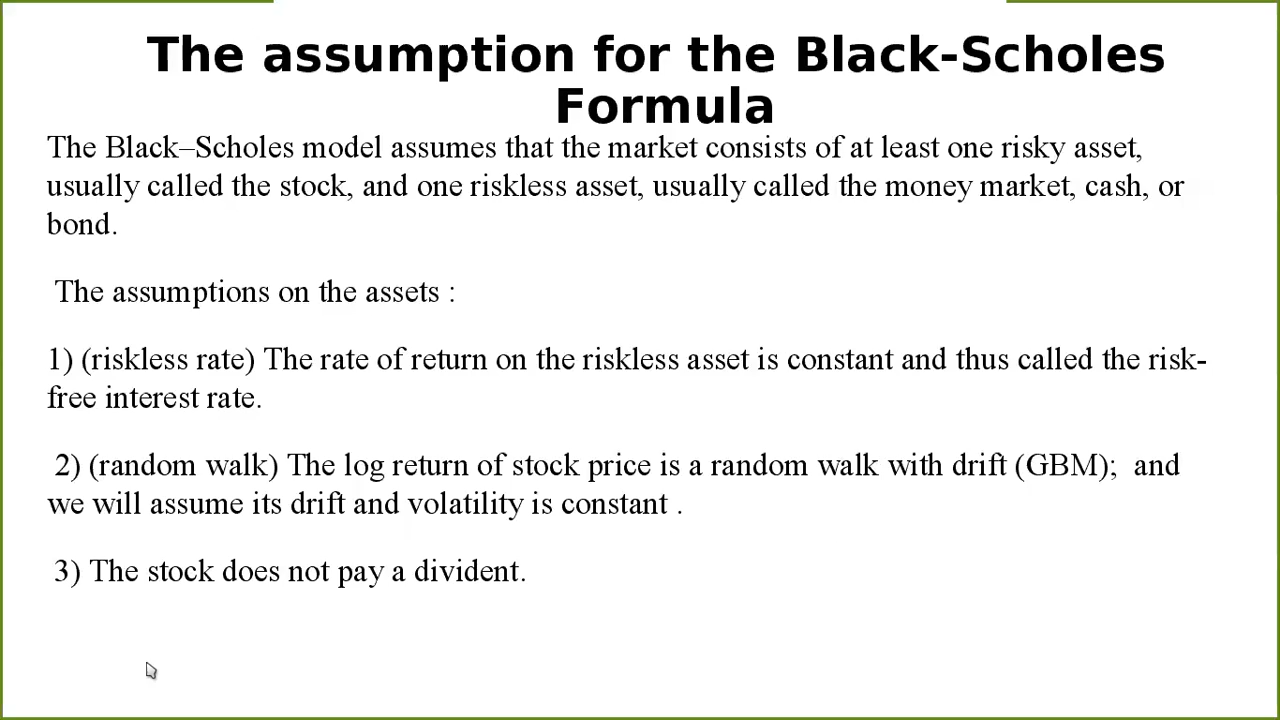 The assumption for the Black-Scholes
Formula
The Black–Scholes model assumes that the market consists of at least one risky asset,
usually called the stock, and one riskless asset, usually called the money market, cash, or
bond.
The assumptions on the assets :
1) (riskless rate) The rate of return on the riskless asset is constant and thus called the risk-
free interest rate.
2) (random walk) The log return of stock price is a random walk with drift (GBM);  and
we will assume its drift and volatility is constant .
3) The stock does not pay a divident.